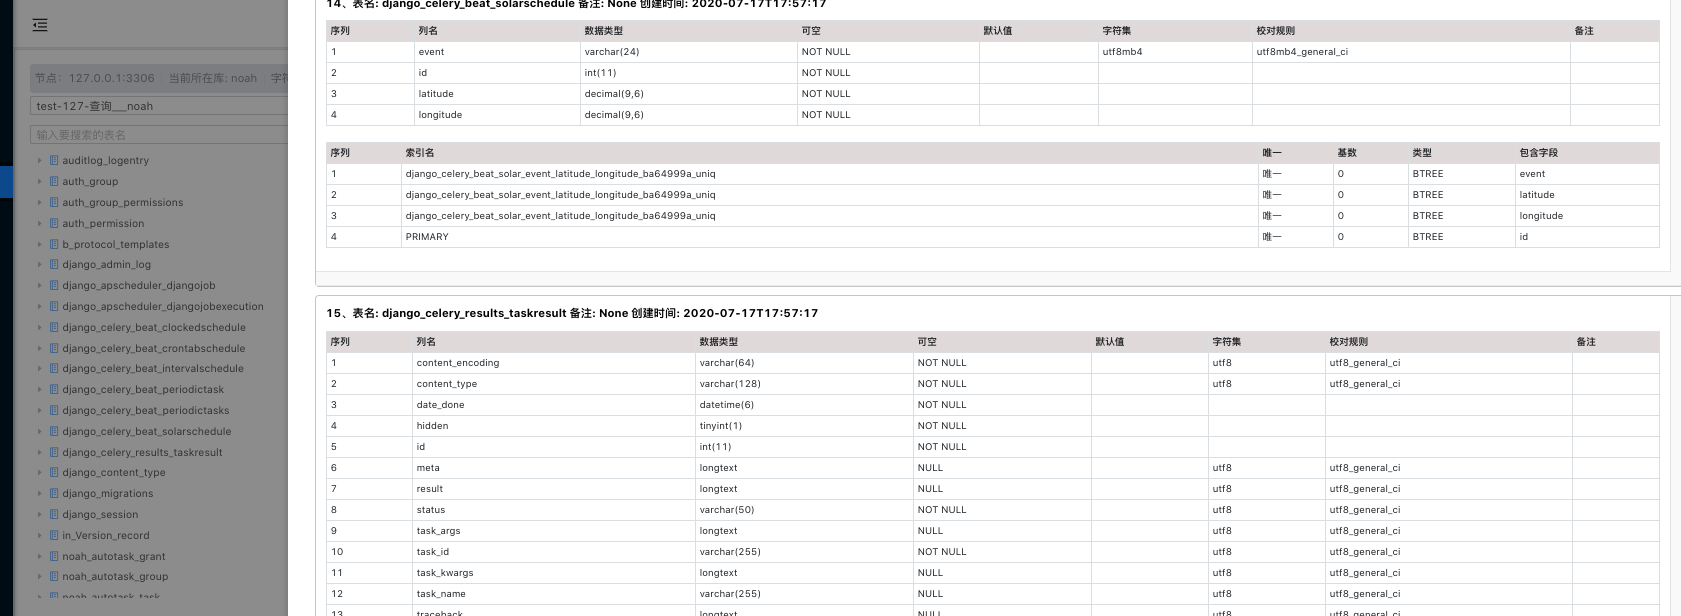 节点：127.0.0.1:3306 当前所在库: noah 字符
test-127-查询___noah
输入要搜索的表名
auditlog_logentry
auth_group
auth_group_permissions
auth_permission
b_protocol_templates
django_admin_log
django_apscheduler_djangojob
django_apscheduler_djangojobexecution
django_celery_beat_clockedschedule
django_celery_beat_crontabschedule
django_celery_beat_intervalschedule
django_celery_beat_periodictask
django_celery_beat_periodictasks
django_celery_beat_solarschedule
django_celery_results_taskresult
django_content_type
django_migrations
django_session
in_Version_record
noah_autotask_grant
noah_autotask_group
noah_autotask_task
14、表名: django_celery_beat_solarschedule 备注: None 创建时间: 2020-07-17T17:57:17
序列 列名 数据类型 可空 默认值 字符集 校对规则 备注
1 event varchar(24) NOT NULL utf8mb4 utf8mb4_general_ci
2 id int(11) NOT NULL
3 latitude decimal(9,6) NOT NULL
4 longitude decimal(9,6) NOT NULL
序列 索引名 唯一 基数 类型 包含字段
1 django_celery_beat_solar_event_latitude_longitude_ba64999a_uniq 唯一 0 BTREE event
2 django_celery_beat_solar_event_latitude_longitude_ba64999a_uniq 唯一 0 BTREE latitude
3 django_celery_beat_solar_event_latitude_longitude_ba64999a_uniq 唯一 0 BTREE longitude
4 PRIMARY 唯一 0 BTREE id
15、表名: django_celery_results_taskresult 备注: None 创建时间: 2020-07-17T17:57:17
序列 列名 数据类型 可空 默认值 字符集 校对规则 备注
1 content_encoding varchar(64) NOT NULL utf8 utf8_general_ci
2 content_type varchar(128) NOT NULL utf8 utf8_general_ci
3 date_done datetime(6) NOT NULL
4 hidden tinyint(1) NOT NULL
5 id int(11) NOT NULL
6 meta longtext NULL utf8 utf8_general_ci
7 result longtext NULL utf8 utf8_general_ci
8 status varchar(50) NOT NULL utf8 utf8_general_ci
9 task_args longtext NULL utf8 utf8_general_ci
10 task_id varchar(255) NOT NULL utf8 utf8_general_ci
11 task_kwargs longtext NULL utf8 utf8_general_ci
12 task_name varchar(255) NULL utf8 utf8_general_ci
13 traceback longtext NULL utf8 utf8_general_ci